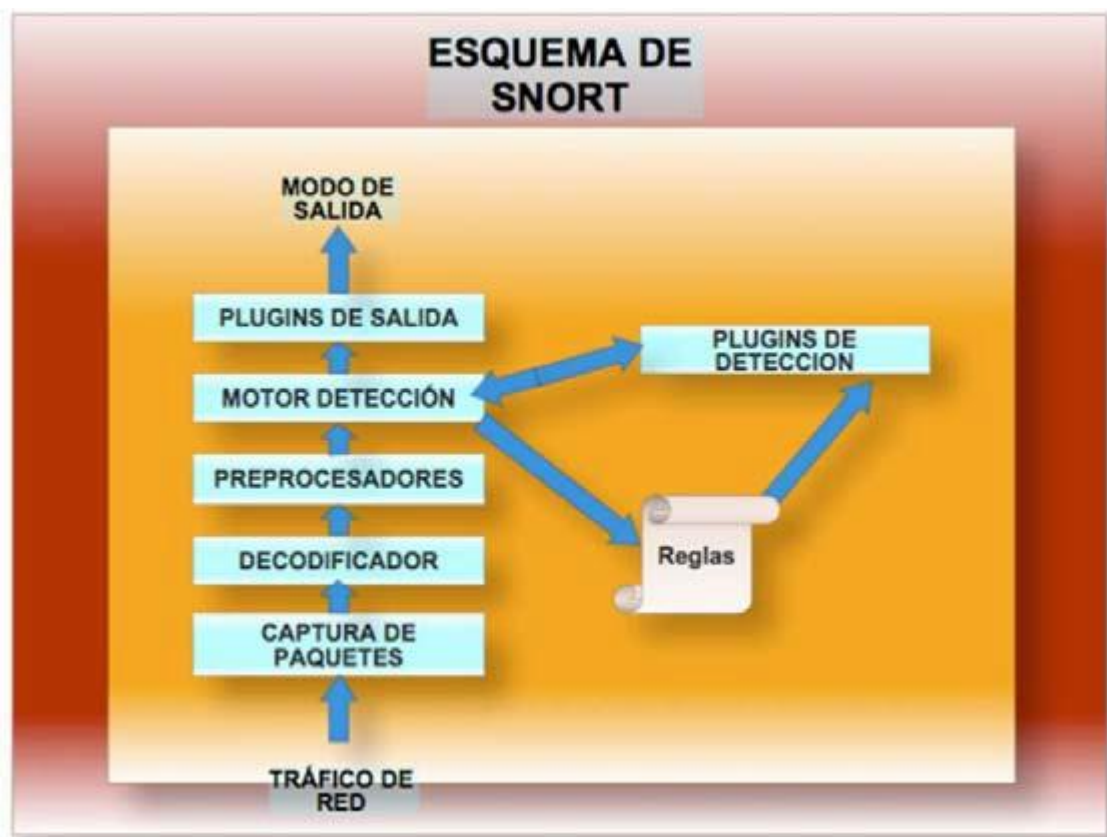 ESQUEMA DE
SNORT
MODO DE
SALIDA
PLUGINS DE SALIDA
PLUGINS DE
DETECCION
MOTOR DETECCIÓN
PREPROCESADORES
Reglas
DECODIFICADOR
CAPTURA DE
PAQUETES
TRÁFICO DE
RED